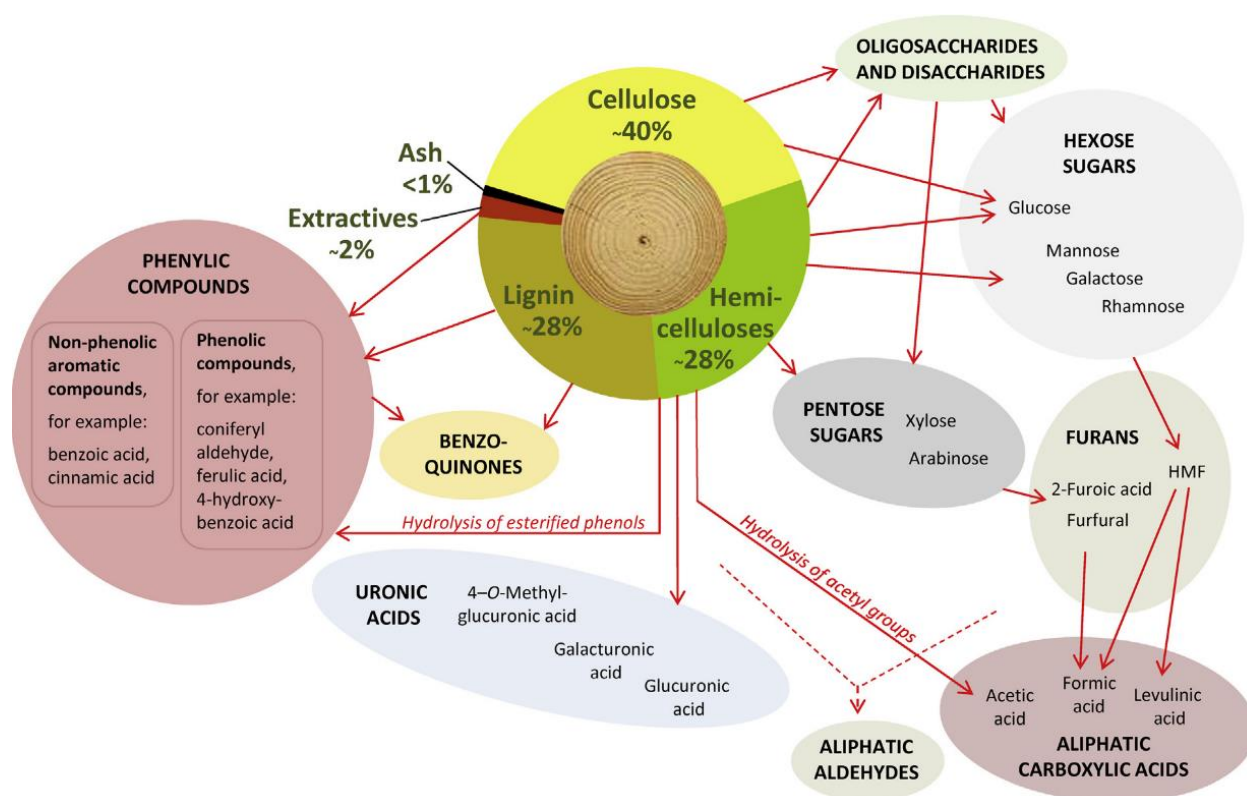 OLIGOSACCHARIDES
AND DISACCHARIDES
Cellulose
~40%
Ash
<1%
Extractives
~2%
Lignin
~28%
Hemi-
celluloses
~28%
HEXOSE
SUGARS
Glucose
Mannose
Galactose
Rhamnose
PHENYLIC
COMPOUNDS
Non-phenolic
aromatic
compounds,
for example:
benzoic acid,
cinnamic acid
Phenolic
compounds,
for example:
coniferyl
aldehyde,
ferulic acid,
4-hydroxy-
benzoic acid
BENZO-
QUINONES
PENTOSE
SUGARS
Xylose
Arabinose
FURANS
HMF
2-Furoic acid
Furfural
Hydrolysis of esterified phenols
Hydrolysis of acetyl groups
URONIC
ACIDS
4–O-Methyl-
glucuronic acid
Galacturonic
acid
Glucuronic
acid
ALIPHATIC
ALDEHYDES
Acetic
acid
Formic
acid
Levulinic
acid
ALIPHATIC
CARBOXYLIC ACIDS